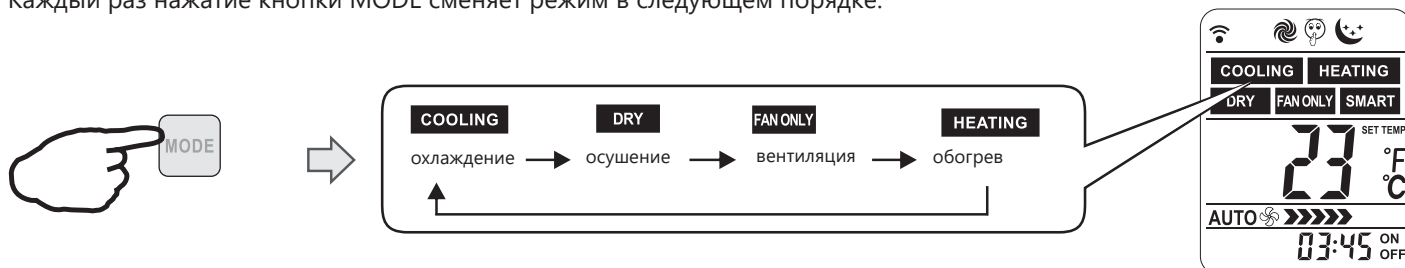 Каждый раз нажатие кнопки MODE сменяет режим в следующем порядке:
MODE
COOLING DRY FAN ONLY HEATING
охлаждение осушение вентиляция обогрев
COOLING HEATING
DRY FAN ONLY SMART
SET TEMP
23 °F
°C
AUTO
03:45 ON
OFF